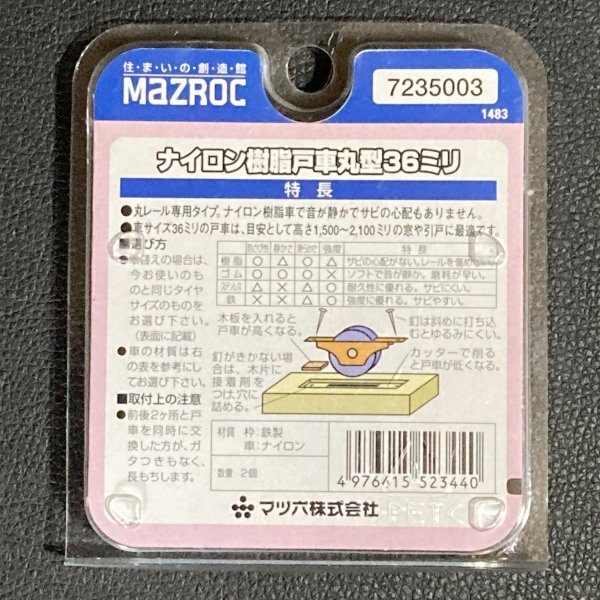 住・まいの創・造・館
MAZROC
7235003
1483
ナイロン樹脂戸車丸型36ミリ
特長
●丸レール専用タイプ。ナイロン樹脂車で音が静かでサビの心配もありません。
●車サイズ36ミリの戸車は、目安として高さ1,500〜2,100ミリの窓や引戸に最適です。
■選び方
●取替えの場合は、
今お使いのもの
と同じタイヤ
サイズのものを
お選び下さい。
(表面に記載)
●車の材質は右
の表を参考にし
てお選び下さい。
■取付上の注意
●前後2ヶ所と戸
車を同時に交
換した方が、ガ
タつきもなく、
長もちします。
静かさ 滑らかさ 強度
樹脂 ○ △ ○ △ サビの心配がない。レールを傷め
ゴム ○ ○ ○ × ソフトで音が静か。磨耗が早い。
ステンレス △ × × ○ 耐久性に優れる。サビにくい。
鉄 × × △ ○ 強度に優れる。サビやすい。
木板を入れると
戸車が高くなる。
釘は斜めに打ち込
むとゆるみにくい。
釘がきかない場合
は、木片に
接着剤を
つけ、穴に
詰める。
カッターで削る
と戸車が低くなる。
材質 枠:鉄製
車:ナイロン
数量 2個
4 976415 523440
マツ六株式会社